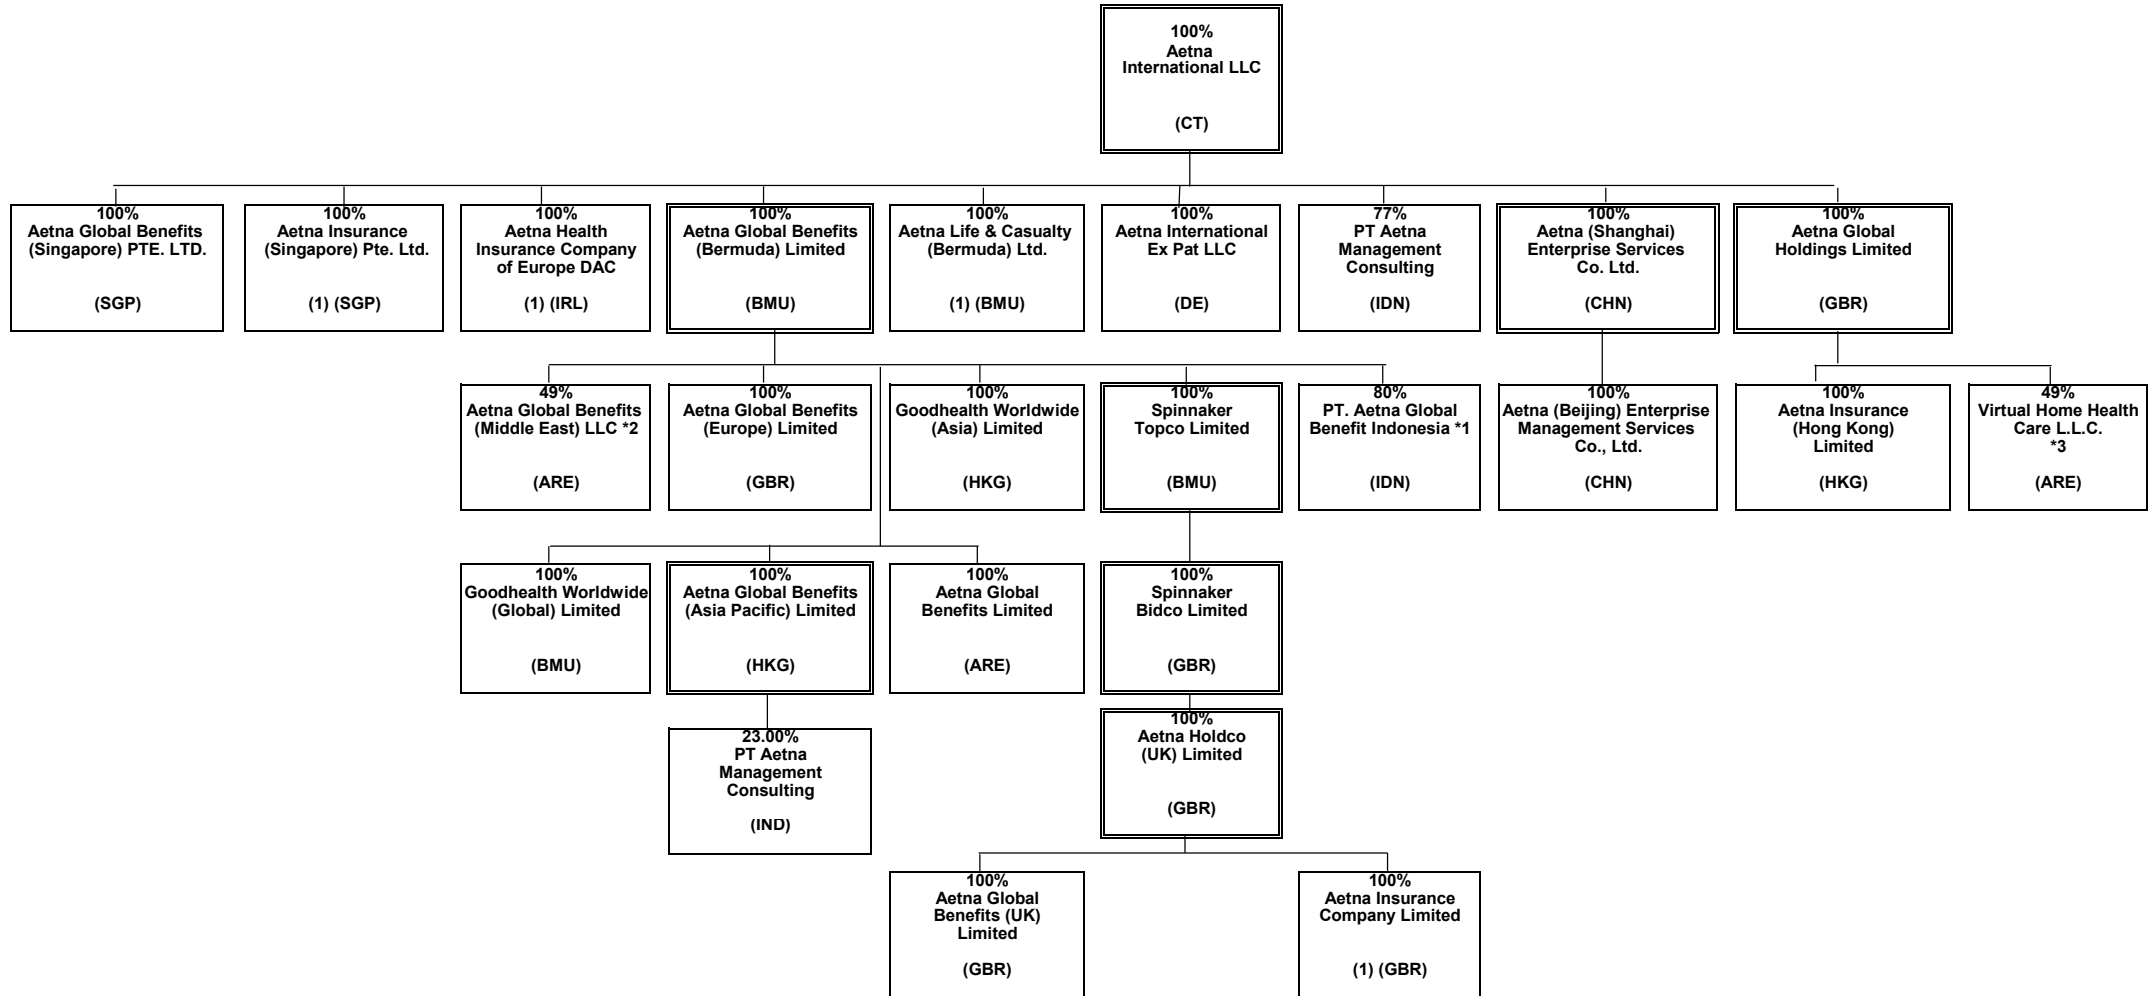 100%
Aetna
International LLC
(CT)
100%
Aetna Global Benefits
(Singapore) PTE. LTD.
(SGP)
100%
Aetna Insurance
(Singapore) Pte. Ltd.
(1) (SGP)
100%
Aetna Health
Insurance Company
of Europe DAC
(1) (IRL)
100%
Aetna Global Benefits
(Bermuda) Limited
(BMU)
100%
Aetna Life & Casualty
(Bermuda) Ltd.
(1) (BMU)
100%
Aetna International
Ex Pat LLC
(DE)
77%
PT Aetna
Management
Consulting
(IDN)
100%
Aetna (Shanghai)
Enterprise Services
Co. Ltd.
(CHN)
100%
Aetna Global
Holdings Limited
(GBR)
49%
Aetna Global Benefits
(Middle East) LLC *2
(ARE)
100%
Aetna Global Benefits
(Europe) Limited
(GBR)
100%
Goodhealth Worldwide
(Asia) Limited
(HKG)
100%
Spinnaker
Topco Limited
(BMU)
80%
PT. Aetna Global
Benefit Indonesia *1
(IDN)
100%
Aetna (Beijing) Enterprise
Management Services
Co., Ltd.
(CHN)
100%
Aetna Insurance
(Hong Kong)
Limited
(HKG)
49%
Virtual Home Health
Care L.L.C.
*3
(ARE)
100%
Goodhealth Worldwide
(Global) Limited
(BMU)
100%
Aetna Global Benefits
(Asia Pacific) Limited
(HKG)
100%
Aetna Global
Benefits Limited
(ARE)
100%
Spinnaker
Bidco Limited
(GBR)
23.00%
PT Aetna
Management
Consulting
(IND)
100%
Aetna Holdco
(UK) Limited
(GBR)
100%
Aetna Global
Benefits (UK)
Limited
(GBR)
100%
Aetna Insurance
Company Limited
(1) (GBR)